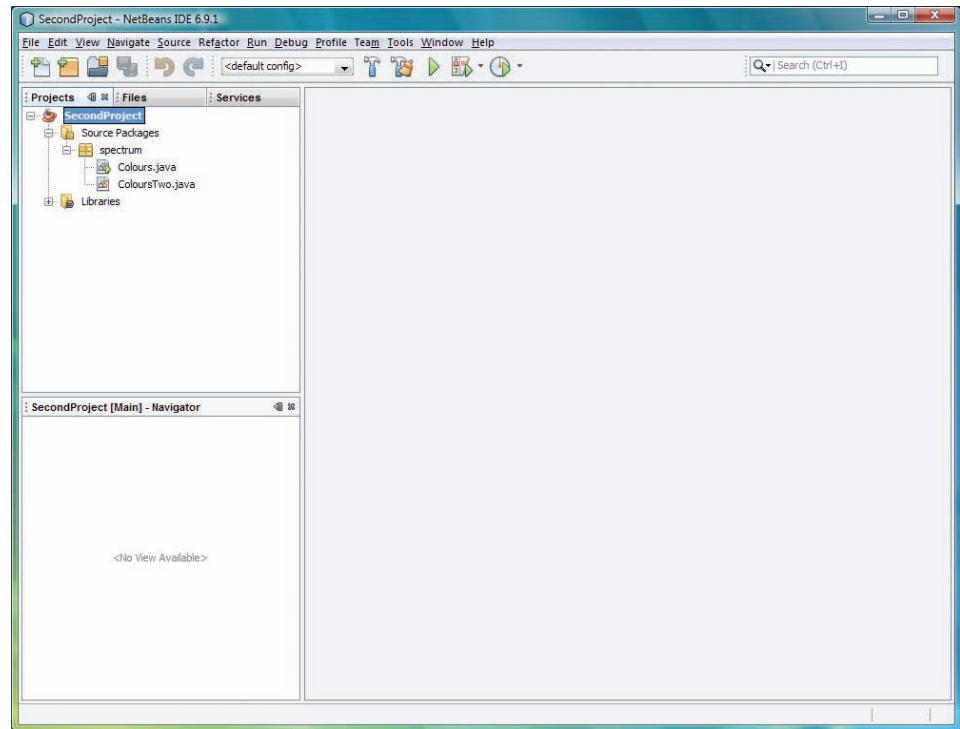 SecondProject - NetBeans IDE 6.9.1
File Edit View Navigate Source Refactor Run Debug Profile Team Tools Window Help
<default config>
Search (Ctrl+I)
Projects Files Services
SecondProject
Source Packages
spectrum
Colours.java
ColoursTwo.java
Libraries
SecondProject [Main] - Navigator
<No View Available>